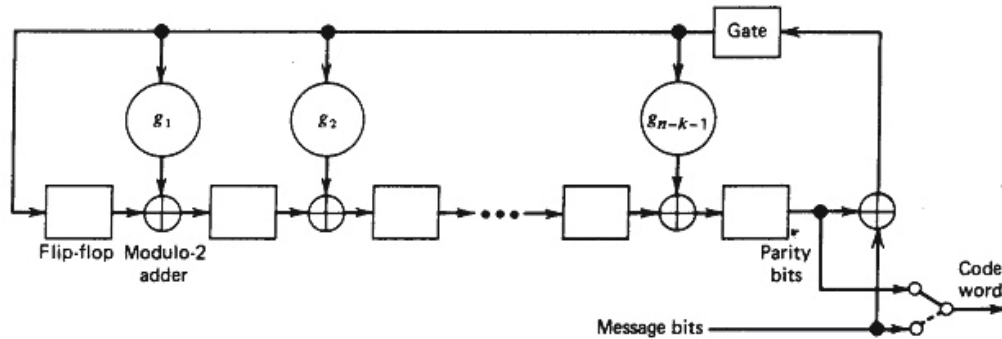 Gate
g₁
g₂
gₙ₋ₖ₋₁
Flip-flop
Modulo-2
adder
Parity
bits
Code
word
Message bits